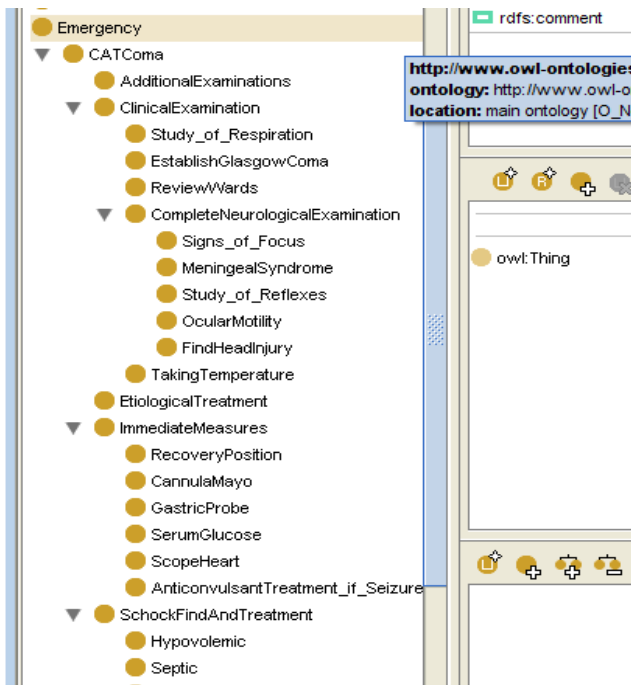 Emergency
CATComa
AdditionalExaminations
ClinicalExamination
Study_of_Respiration
EstablishGlasgowComa
ReviewWards
CompleteNeurologicalExamination
Signs_of_Focus
MeningealSyndrome
Study_of_Reflexes
OcularMotility
FindHeadInjury
TakingTemperature
EtiologicalTreatment
ImmediateMeasures
RecoveryPosition
CannulaMayo
GastricProbe
SerumGlucose
ScopeHeart
AnticonvulsantTreatment_if_Seizure
SchockFindAndTreatment
Hypovolemic
Septic
rdfs:comment
http://www.owl-ontologies
ontology: http://www.owl-o
location: main ontology [O_N
owl:Thing